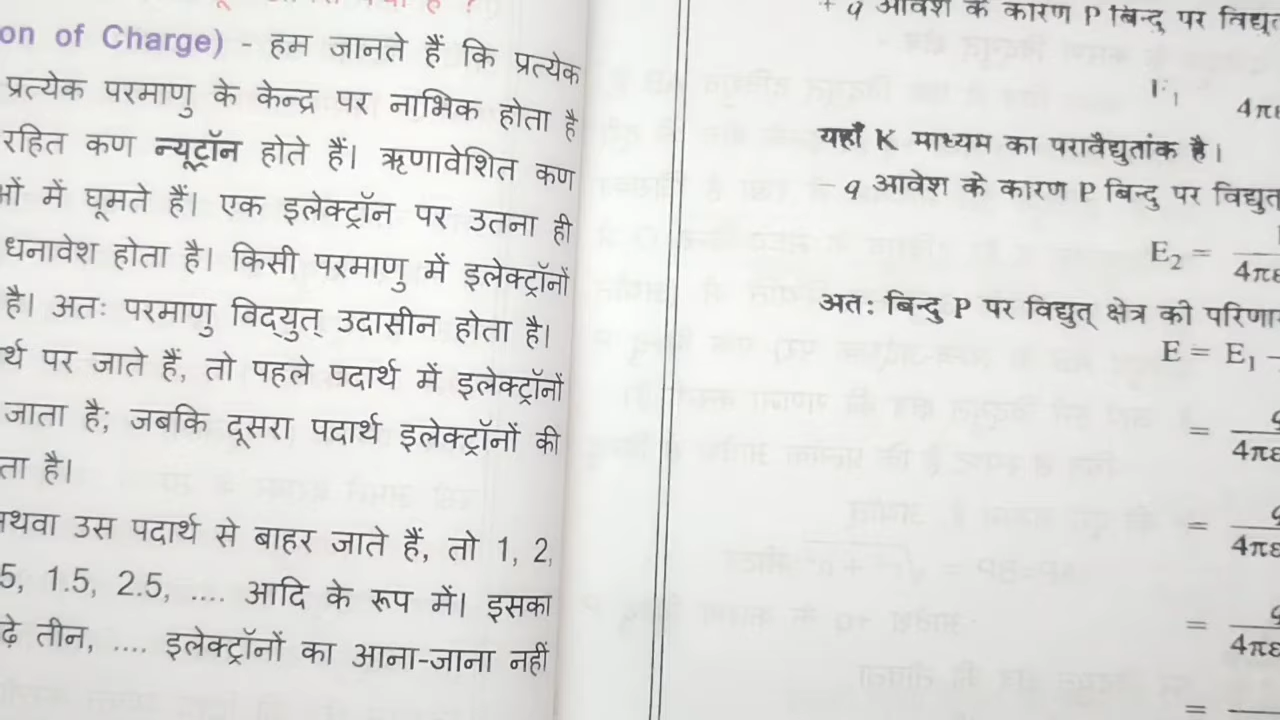 on of Charge) - हम जानते हैं कि प्रत्येक
प्रत्येक परमाणु के केन्द्र पर नाभिक होता है
रहित कण न्यूट्रॉन होते हैं। ऋणावेशित कण
ओं में घूमते हैं। एक इलेक्ट्रॉन पर उतना ही
धनावेश होता है। किसी परमाणु में इलेक्ट्रॉनों
है। अतः परमाणु विद्युत् उदासीन होता है।
र्थ पर जाते हैं, तो पहले पदार्थ में इलेक्ट्रॉनों
जाता है; जबकि दूसरा पदार्थ इलेक्ट्रॉनों की
ता है।
अथवा उस पदार्थ से बाहर जाते हैं, तो 1, 2,
5, 1.5, 2.5, .... आदि के रूप में। इसका
ढ़े तीन, .... इलेक्ट्रॉनों का आना-जाना नहीं
+ q आवेश के कारण P बिन्दु पर विद्युत
E₁ 4πε
यहाँ K माध्यम का परावैद्युतांक है।
- q आवेश के कारण P बिन्दु पर विद्युत
E₂ = 4πε
अतः बिन्दु P पर विद्युत् क्षेत्र की परिणा
E = E₁ -
= 4πε
= 4πε
= 4πε
=